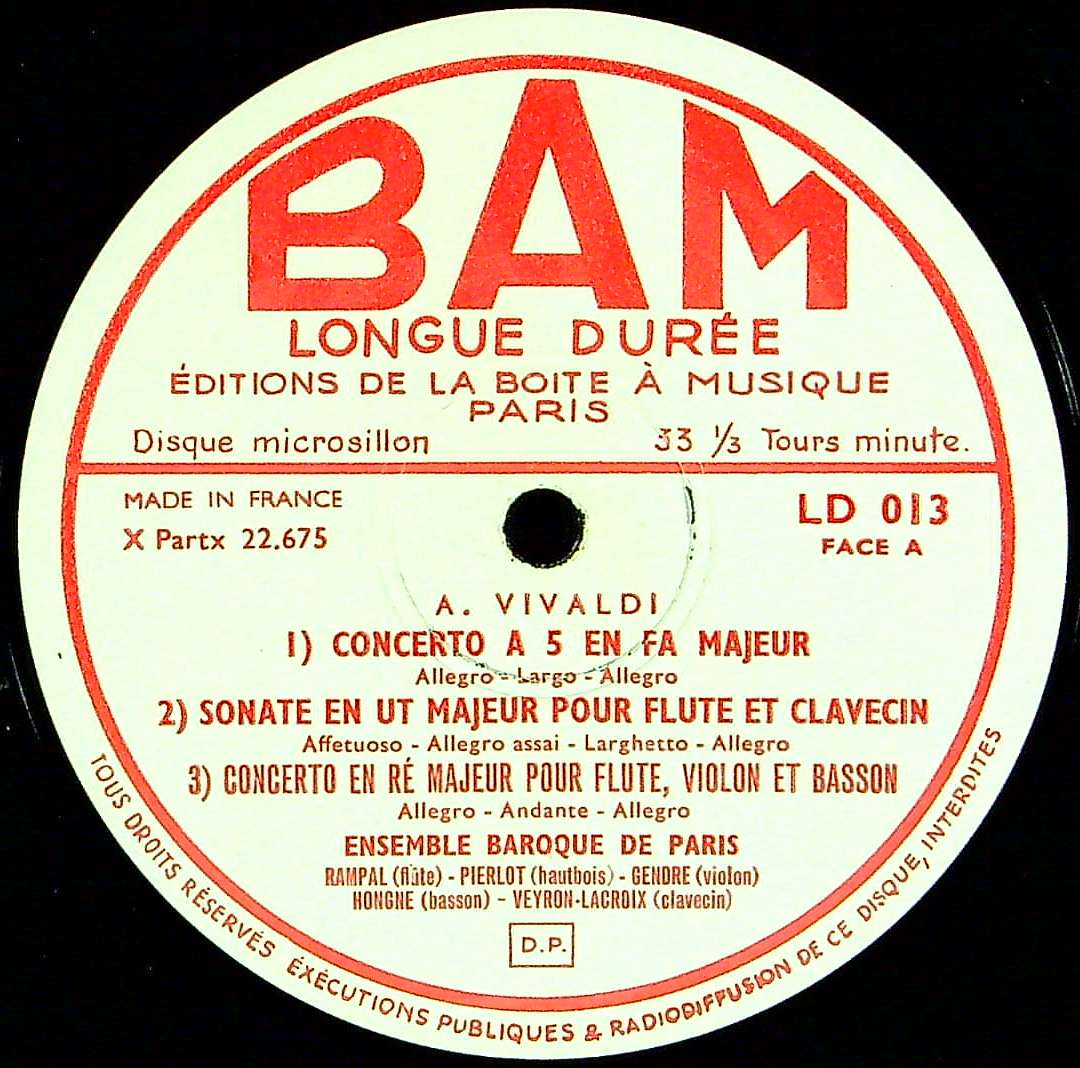 BAM
LONGUE DURÉE
ÉDITIONS DE LA BOITE À MUSIQUE
PARIS
Disque microsillon 33 1/3 Tours minute.
MADE IN FRANCE
X Partx 22.675
LD 013
FACE A
A. VIVALDI
1) CONCERTO A 5 EN FA MAJEUR
Allegro - Largo - Allegro
2) SONATE EN UT MAJEUR POUR FLUTE ET CLAVECIN
Affetuoso - Allegro assai - Larghetto - Allegro
3) CONCERTO EN RÉ MAJEUR POUR FLUTE, VIOLON ET BASSON
Allegro - Andante - Allegro
ENSEMBLE BAROQUE DE PARIS
RAMPAL (flûte) - PIERLOT (hautbois) - GENDRE (violon)
HONGNE (basson) - VEYRON-LACROIX (clavecin)
D.P.
TOUS DROITS RÉSERVÉS ÉXÉCUTIONS PUBLIQUES & RADIODIFFUSION DE CE DISQUE, INTERDITES